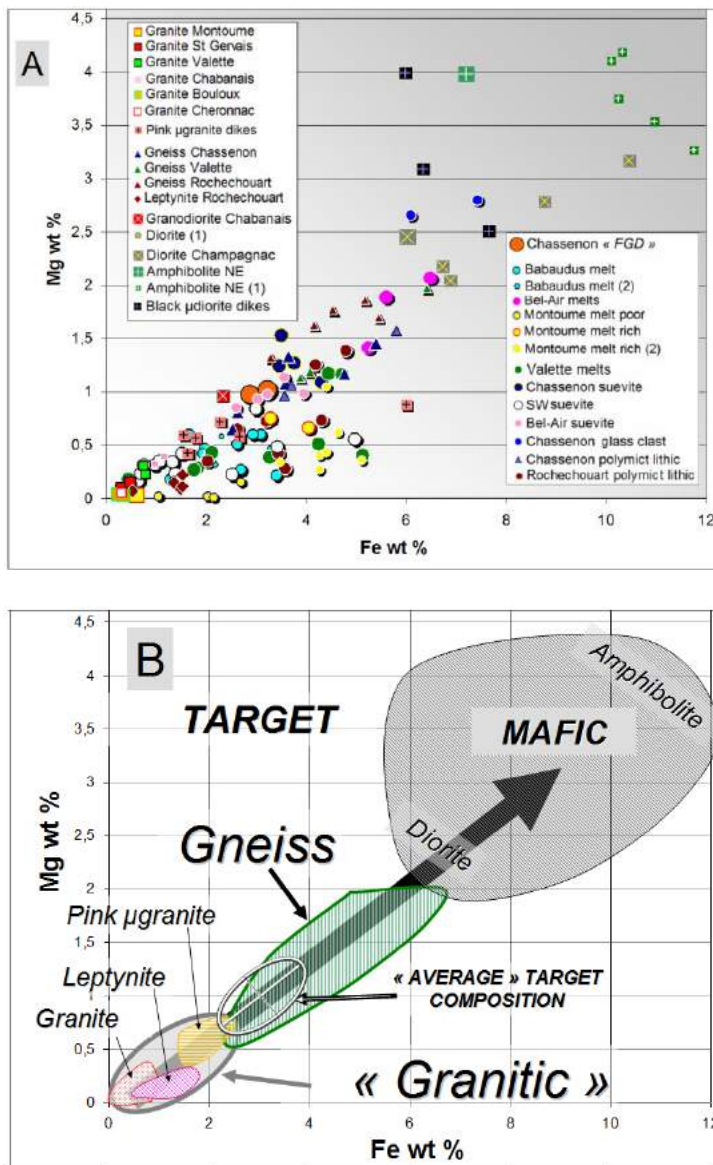 4,5
4
3,5
3
2,5
2
1,5
1
0,5
0
Mg wt %
A
Granite Montoume
Granite St Gervais
Granite Valette
Granite Chabanais
Granite Bouloux
Granite Cheronnac
Pink µgranite dikes
Gneiss Chassenon
Gneiss Valette
Gneiss Rochechouart
Leptynite Rochechouart
Granodiorite Chabanais
Diorite (1)
Diorite Champagnac
Amphibolite NE
Amphibolite NE (1)
Black µdiorite dikes
Chassenon « FGD »
Babaudus melt
Babaudus melt (2)
Bel-Air melts
Montoume melt poor
Montoume melt rich
Montoume melt rich (2)
Valette melts
Chassenon suevite
SW suevite
Bel-Air suevite
Chassenon glass clast
Chassenon polymict lithic
Rochechouart polymict lithic
0 2 4 6 8 10 12
Fe wt %
4,5
4
3,5
3
2,5
2
1,5
1
0,5
0
Mg wt %
B
TARGET
Amphibolite
MAFIC
Diorite
Gneiss
Pink µgranite
Leptynite
Granite
« AVERAGE » TARGET
COMPOSITION
« Granitic »
0 2 4 6 8 10 12
Fe wt %